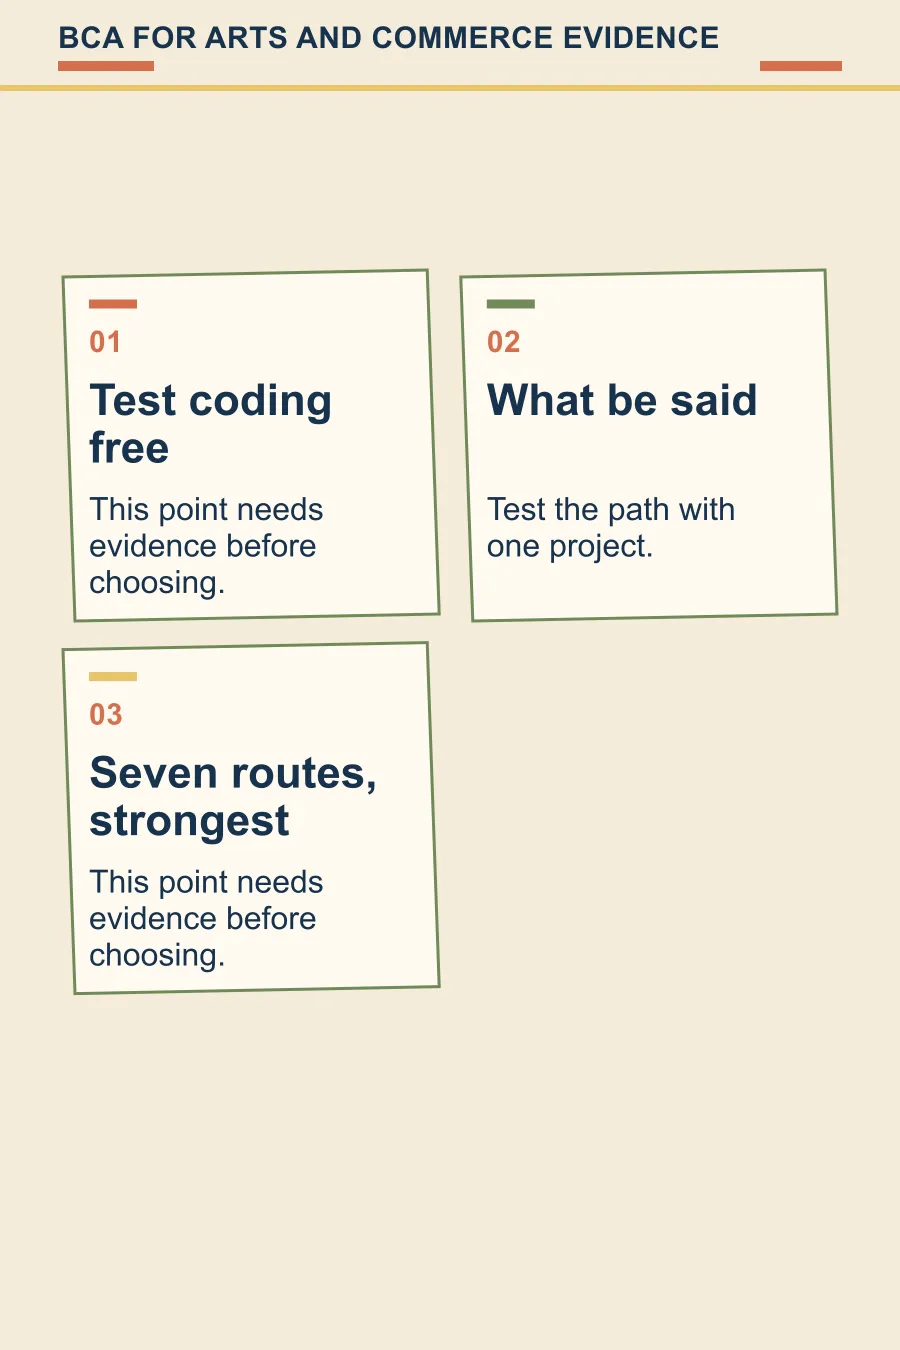 BCA FOR ARTS AND COMMERCE EVIDENCE
01
Test coding
free
This point needs
evidence before
choosing.
02
What be said
Test the path with
one project.
03
Seven routes,
strongest
This point needs
evidence before
choosing.